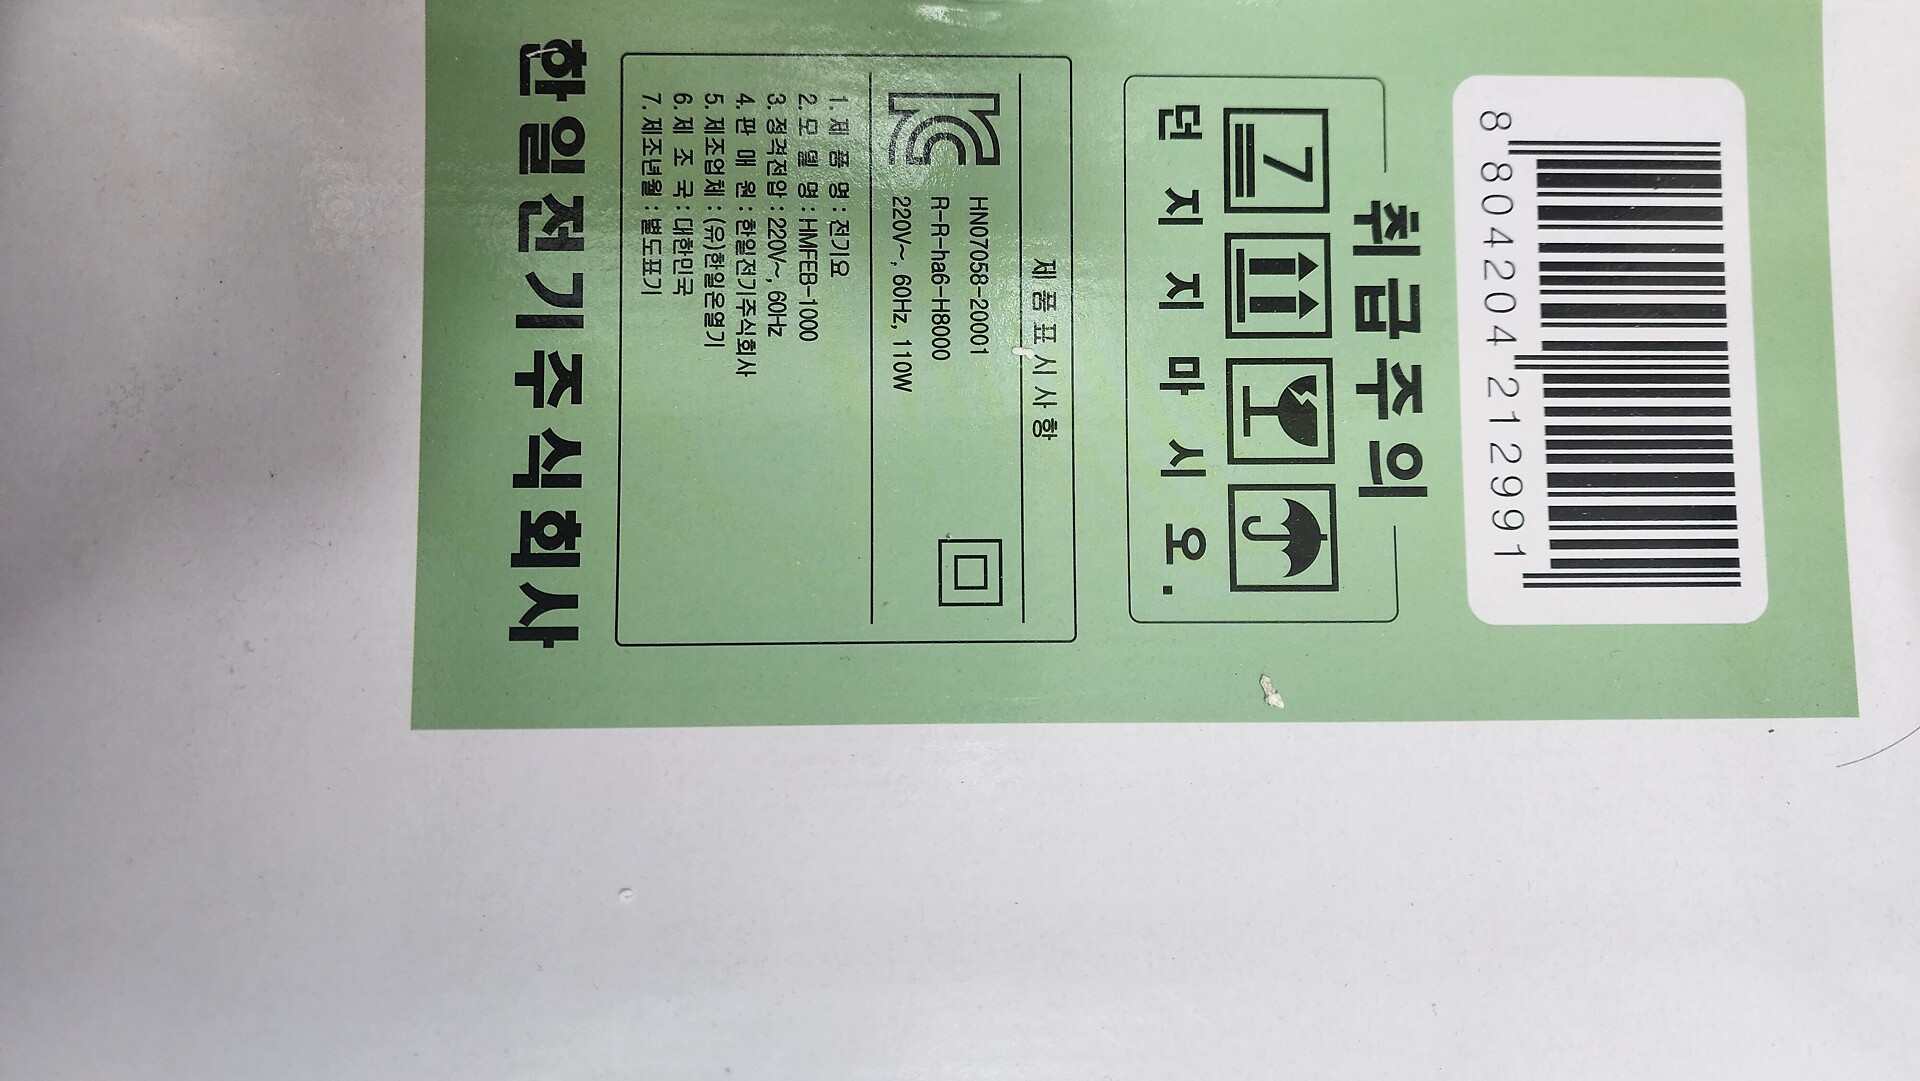 8 804204 212991
취급주의
7
던지지마시오.
제품표시사항
HN07058-20001
R-R-ha6-H8000
220V~, 60Hz, 110W
1. 제 품 명 : 전기요
2. 모 델 명 : HMFEB-1000
3. 정격전압 : 220V~, 60Hz
4. 판 매 원 : 한일전기주식회사
5. 제조업체 : (유)한일온열기
6. 제 조 국 : 대한민국
7. 제조년월 : 별도표기
한일전기주식회사